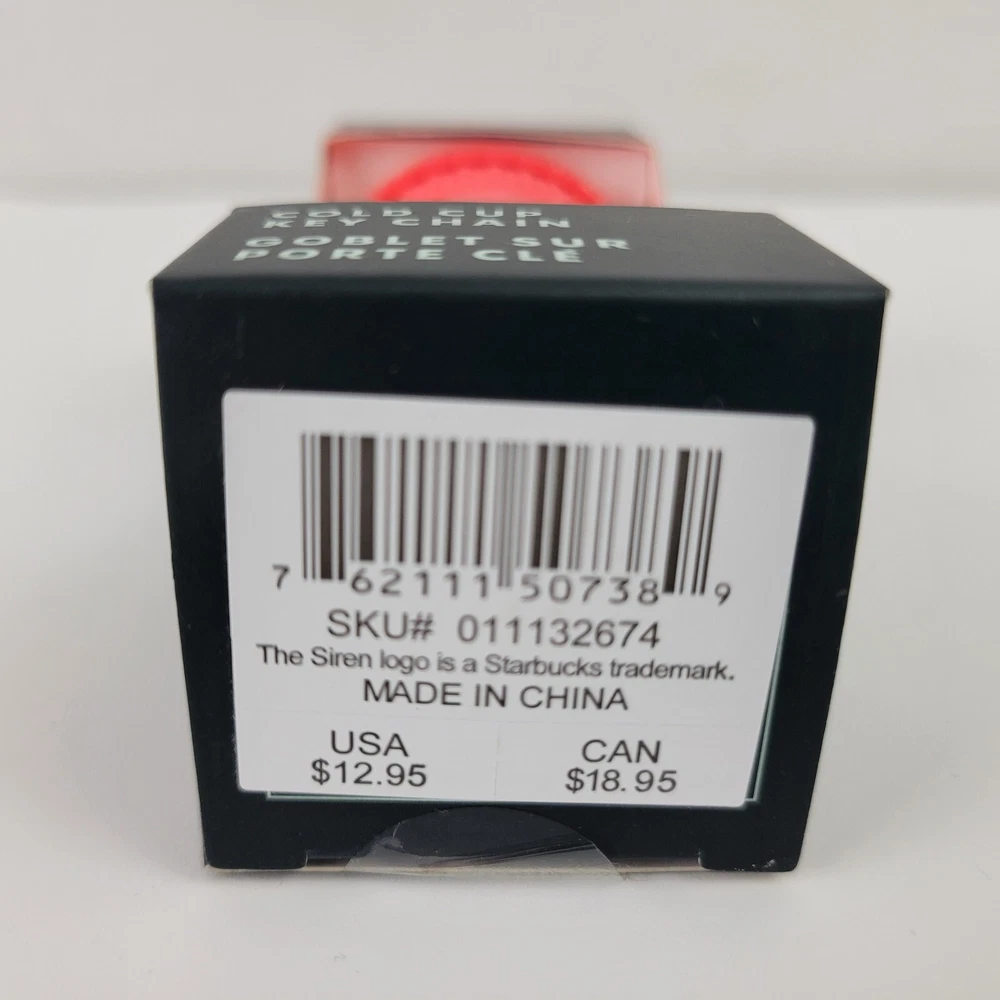 COLD CUP
KEY CHAIN
GOBLET SUR
PORTE CLÉ
7 62111 50738 9
SKU# 011132674
The Siren logo is a Starbucks trademark.
MADE IN CHINA
USA
$12.95
CAN
$18.95